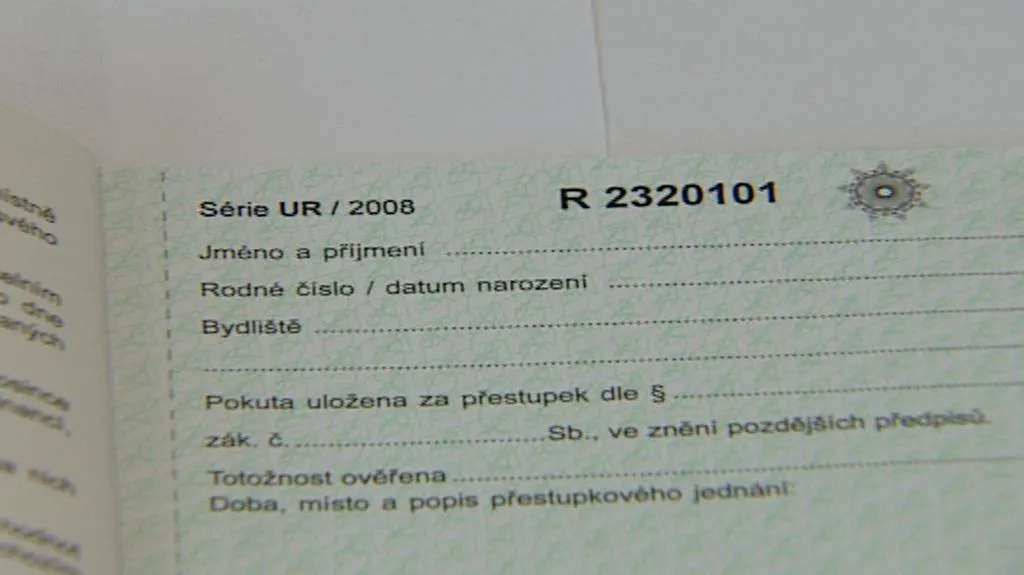 Série UR / 2008 R 2320101
Jméno a příjmení
Rodné číslo / datum narození
Bydliště
Pokuta uložena za přestupek dle §
zák. č. Sb., ve znění pozdějších předpisů.
Totožnost ověřena
Doba, místo a popis přestupkového jednání: